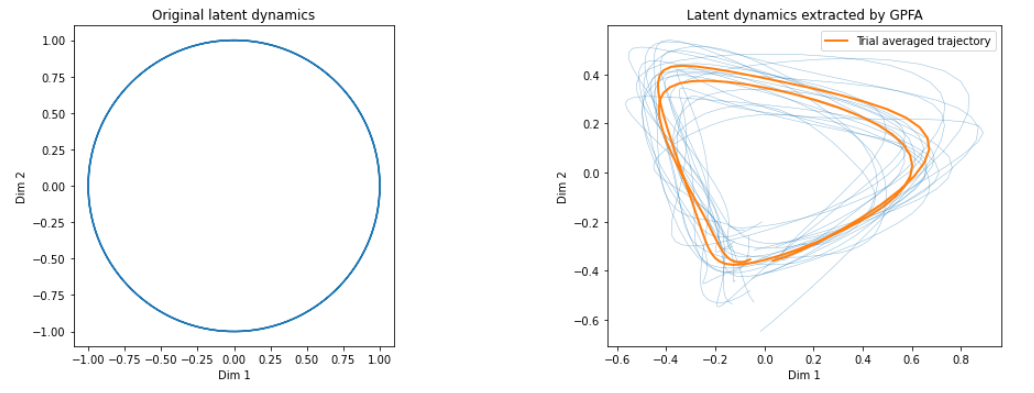 Original latent dynamics
1.00
0.75
0.50
0.25
0.00
−0.25
−0.50
−0.75
−1.00
Dim 2
−1.00 −0.75 −0.50 −0.25 0.00 0.25 0.50 0.75 1.00
Dim 1
Latent dynamics extracted by GPFA
Trial averaged trajectory
0.4
0.2
0.0
−0.2
−0.4
−0.6
Dim 2
−0.6 −0.4 −0.2 0.0 0.2 0.4 0.6 0.8
Dim 1